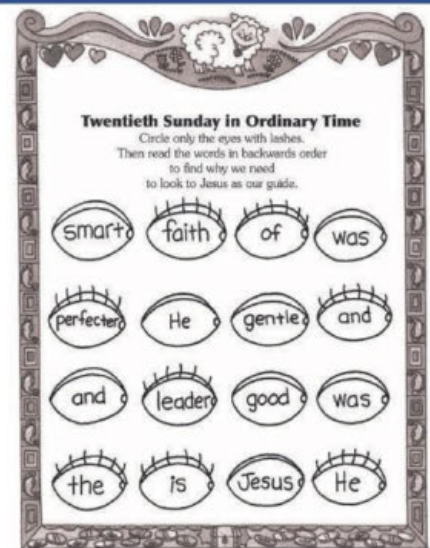 Twentieth Sunday in Ordinary Time
Circle only the eyes with lashes.
Then read the words in backwards order
to find why we need
to look to Jesus as our guide.
smart faith of was
perfecter He gentle and
and leader good was
the is Jesus He